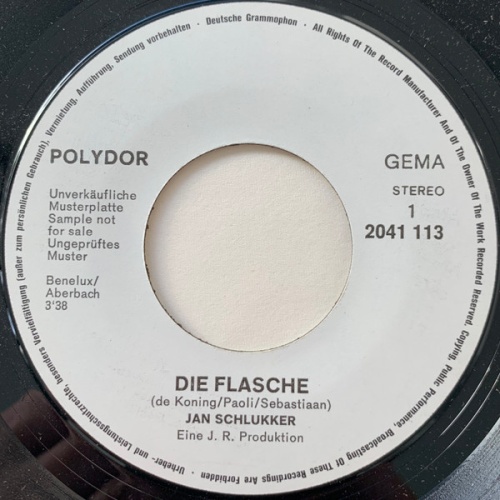 Urheber- und Leistungsschutzrechte, besonders Vervielfältigung (außer zum persönlichen Gebrauch), Vermietung, Aufführung, Sendung vorbehalten · Deutsche Grammophon · All Rights Of The Record Manufacturer And Of The Owner Of The Work Recorded Reserved. Copying, Public Performance, Broadcasting Of These Recordings Are Forbidden
POLYDOR
GEMA
Unverkäufliche
Musterplatte
Sample not
for sale
Ungeprüftes
Muster
STEREO
1
2041 113
Benelux/
Aberbach
3'38
DIE FLASCHE
(de Koning/Paoli/Sebastiaan)
JAN SCHLUKKER
Eine J. R. Produktion